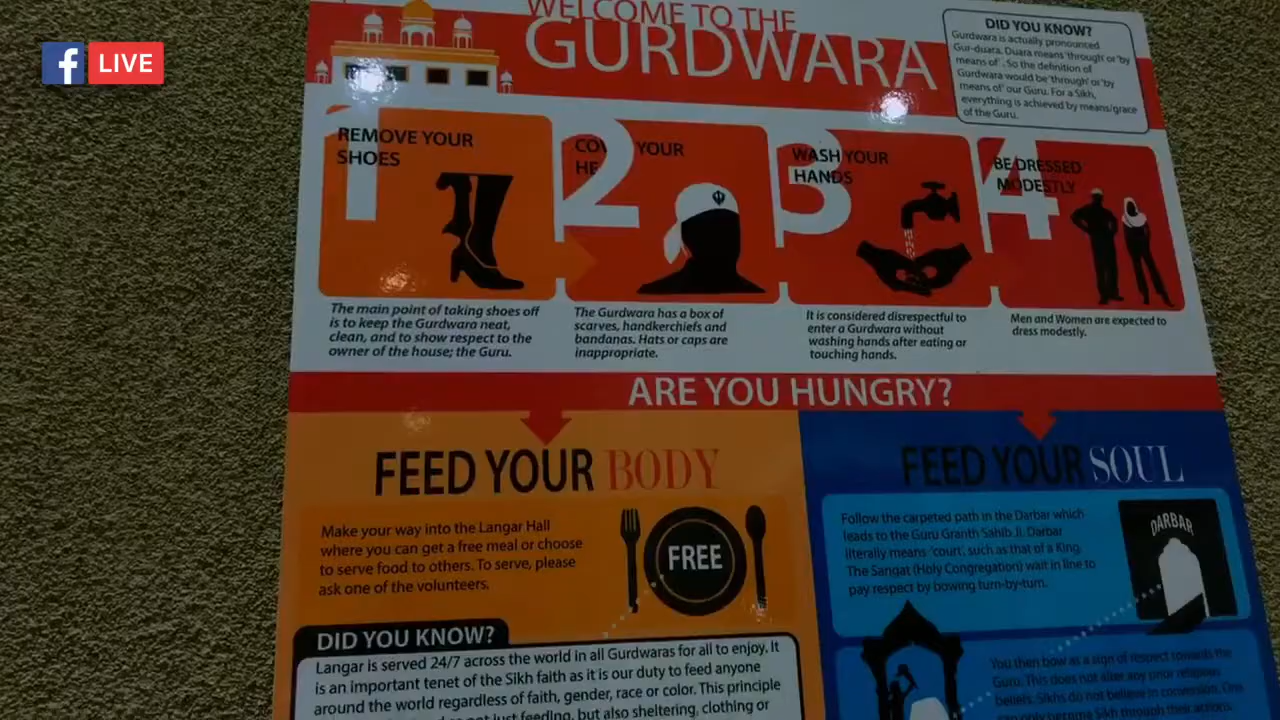 f LIVE
WELCOME TO THE
GURDWARA
DID YOU KNOW?
Gurdwara is actually pronounced
Gur-duara. Duara means 'through' or 'by
means of'. So the definition of
Gurdwara would be 'through' or 'by
means of' our Guru. For a Sikh,
everything is achieved by means/grace
of the Guru.
1
REMOVE YOUR
SHOES
The main point of taking shoes off
is to keep the Gurdwara neat,
clean, and to show respect to the
owner of the house; the Guru.
2
YOUR
The Gurdwara has a box of
scarves, handkerchiefs and
bandanas. Hats or caps are
inappropriate.
3
WASH YOUR
HANDS
It is considered disrespectful to
enter a Gurdwara without
washing hands after eating or
touching hands.
4
BE DRESSED
MODESTLY
Men and Women are expected to
dress modestly.
ARE YOU HUNGRY?
FEED YOUR BODY
Make your way into the Langar Hall
where you can get a free meal or choose
to serve food to others. To serve, please
ask one of the volunteers.
FREE
DID YOU KNOW?
Langar is served 24/7 across the world in all Gurdwaras for all to enjoy. It
is an important tenet of the Sikh faith as it is our duty to feed anyone
around the world regardless of faith, gender, race or color. This principle
not just feeding, but also sheltering, clothing or
FEED YOUR SOUL
Follow the carpeted path in the Darbar which
leads to the Guru Granth Sahib Ji. Darbar
literally means 'court', such as that of a King.
The Sangat (Holy Congregation) wait in line to
pay respect by bowing turn-by-turn.
DARBAR
You then bow as a sign of respect towards the
Guru. This does not alter any prior religious
beliefs. Sikhs do not believe in conversion. One
can only become Sikh through their actions.